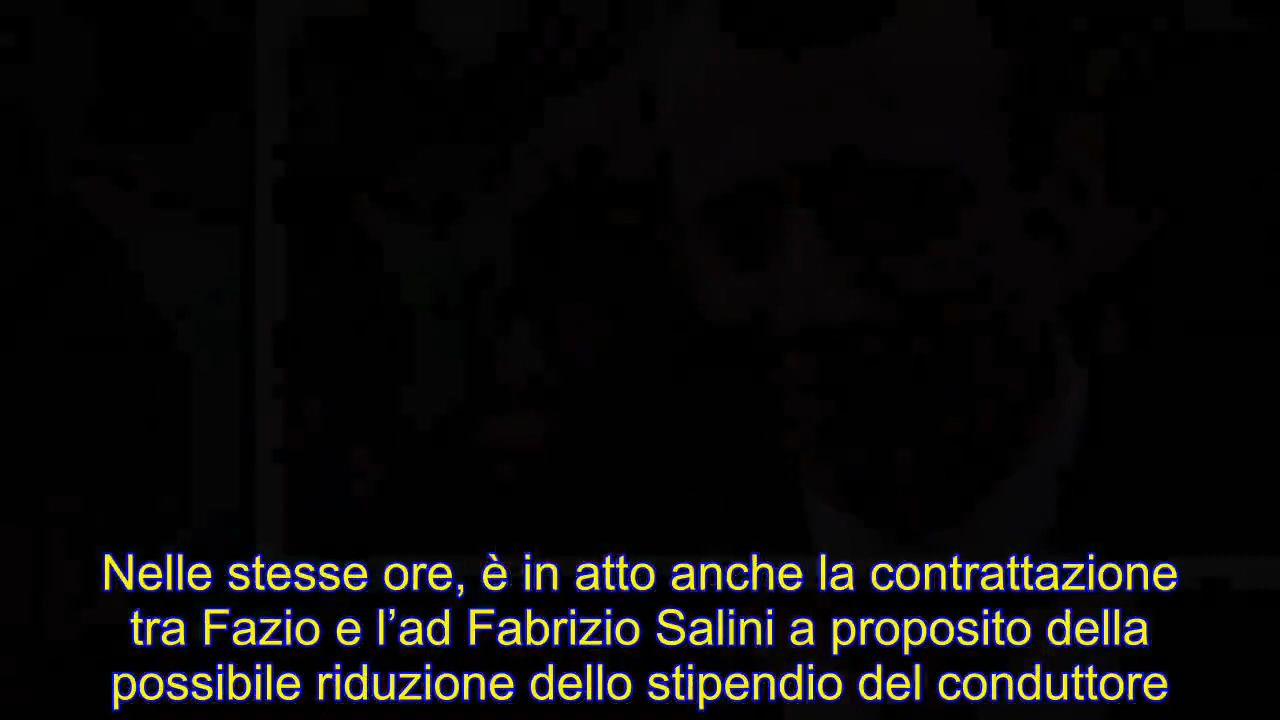 Nelle stesse ore, è in atto anche la contrattazione
tra Fazio e l’ad Fabrizio Salini a proposito della
possibile riduzione dello stipendio del conduttore